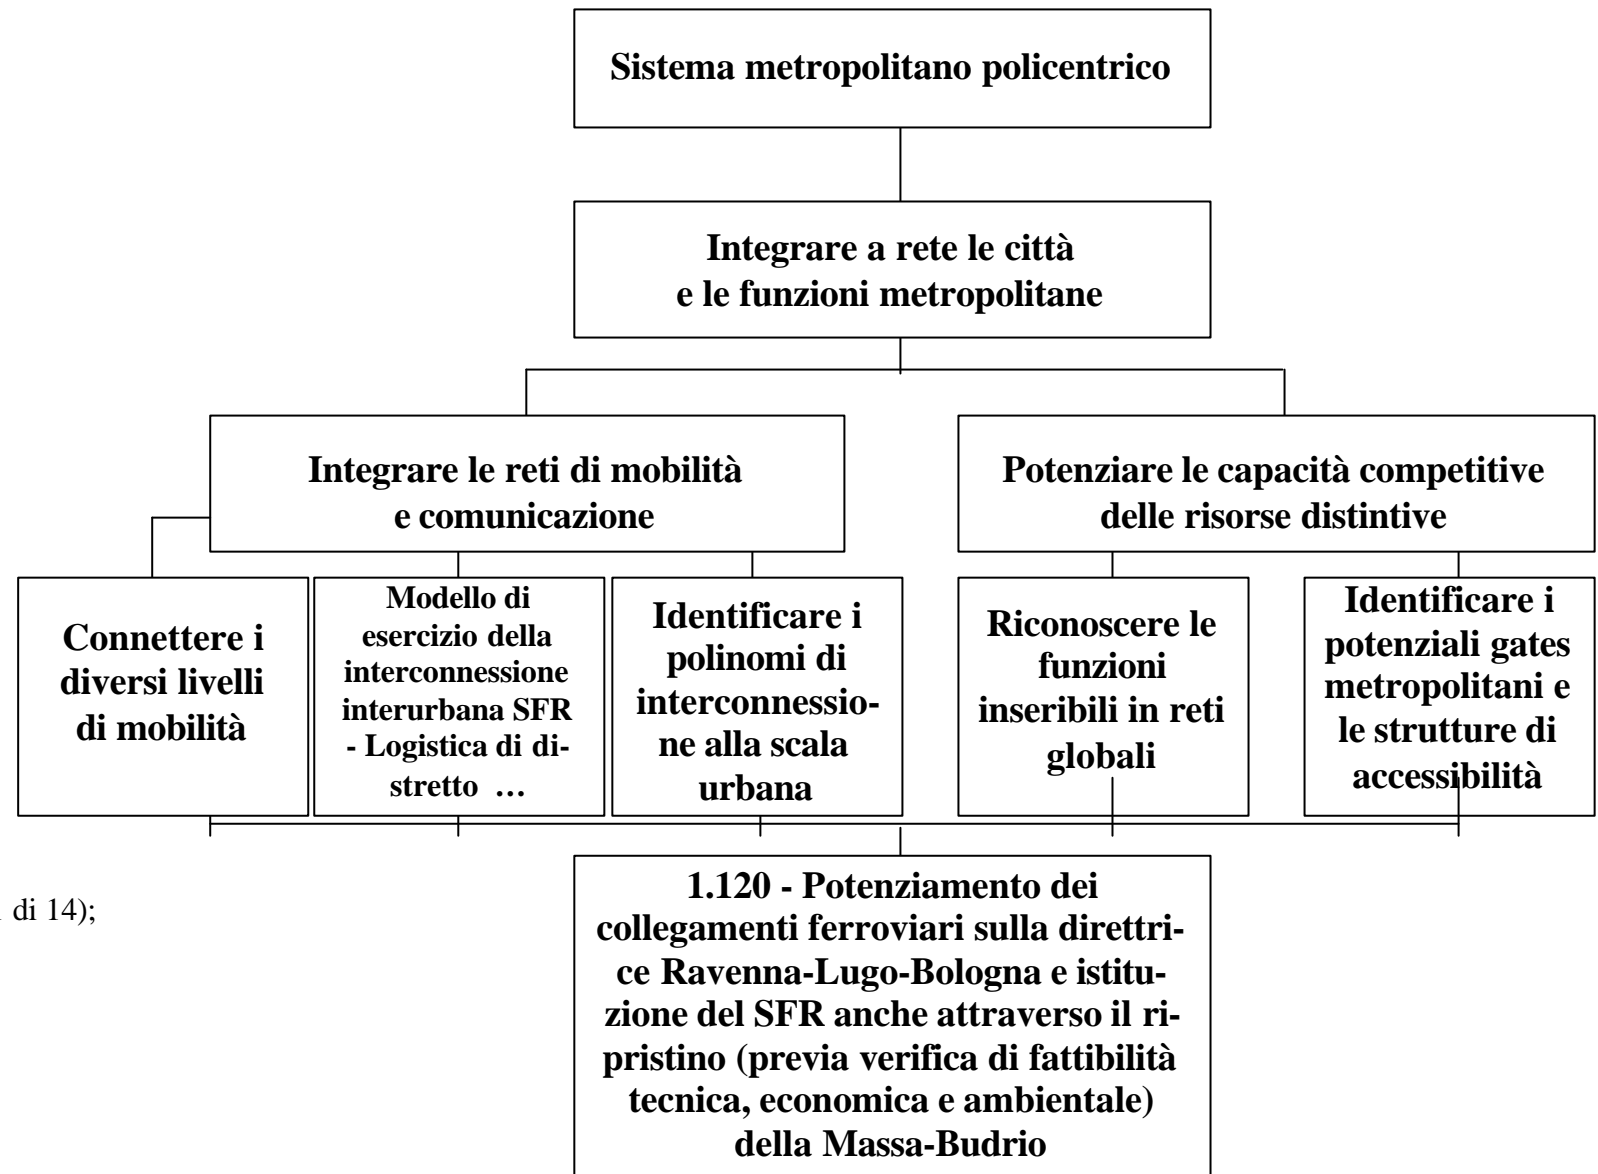 Sistema metropolitano policentrico
Integrare a rete le città
e le funzioni metropolitane
Integrare le reti di mobilità
e comunicazione
Potenziare le capacità competitive
delle risorse distintive
Connettere i
diversi livelli
di mobilità
Modello di
esercizio della
interconnessione
interurbana SFR
- Logistica di di-
stretto …
Identificare i
polinomi di
interconnessio-
ne alla scala
urbana
Riconoscere le
funzioni
inseribili in reti
globali
Identificare i
potenziali gates
metropolitani e
le strutture di
accessibilità
di 14);
1.120 - Potenziamento dei
collegamenti ferroviari sulla direttri-
ce Ravenna-Lugo-Bologna e istitu-
zione del SFR anche attraverso il ri-
pristino (previa verifica di fattibilità
tecnica, economica e ambientale)
della Massa-Budrio